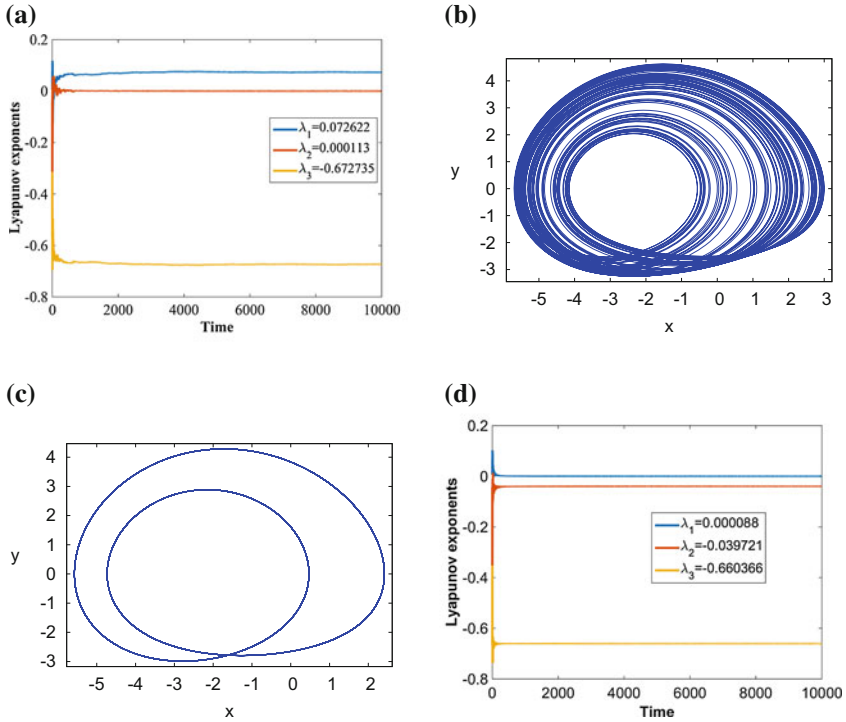 (a)
0.2
0
-0.2
-0.4
-0.6
-0.8
Lyapunov exponents
λ1=0.072622
λ2=0.000113
λ3=-0.672735
0 2000 4000 6000 8000 10000
Time
(b)
4
3
2
1
0
-1
-2
-3
y
-5 -4 -3 -2 -1 0 1 2 3
x
(c)
4
3
2
1
0
-1
-2
-3
y
-5 -4 -3 -2 -1 0 1 2
x
(d)
0.2
0
-0.2
-0.4
-0.6
-0.8
Lyapunov exponents
λ1=0.000088
λ2=-0.039721
λ3=-0.660366
0 2000 4000 6000 8000 10000
Time